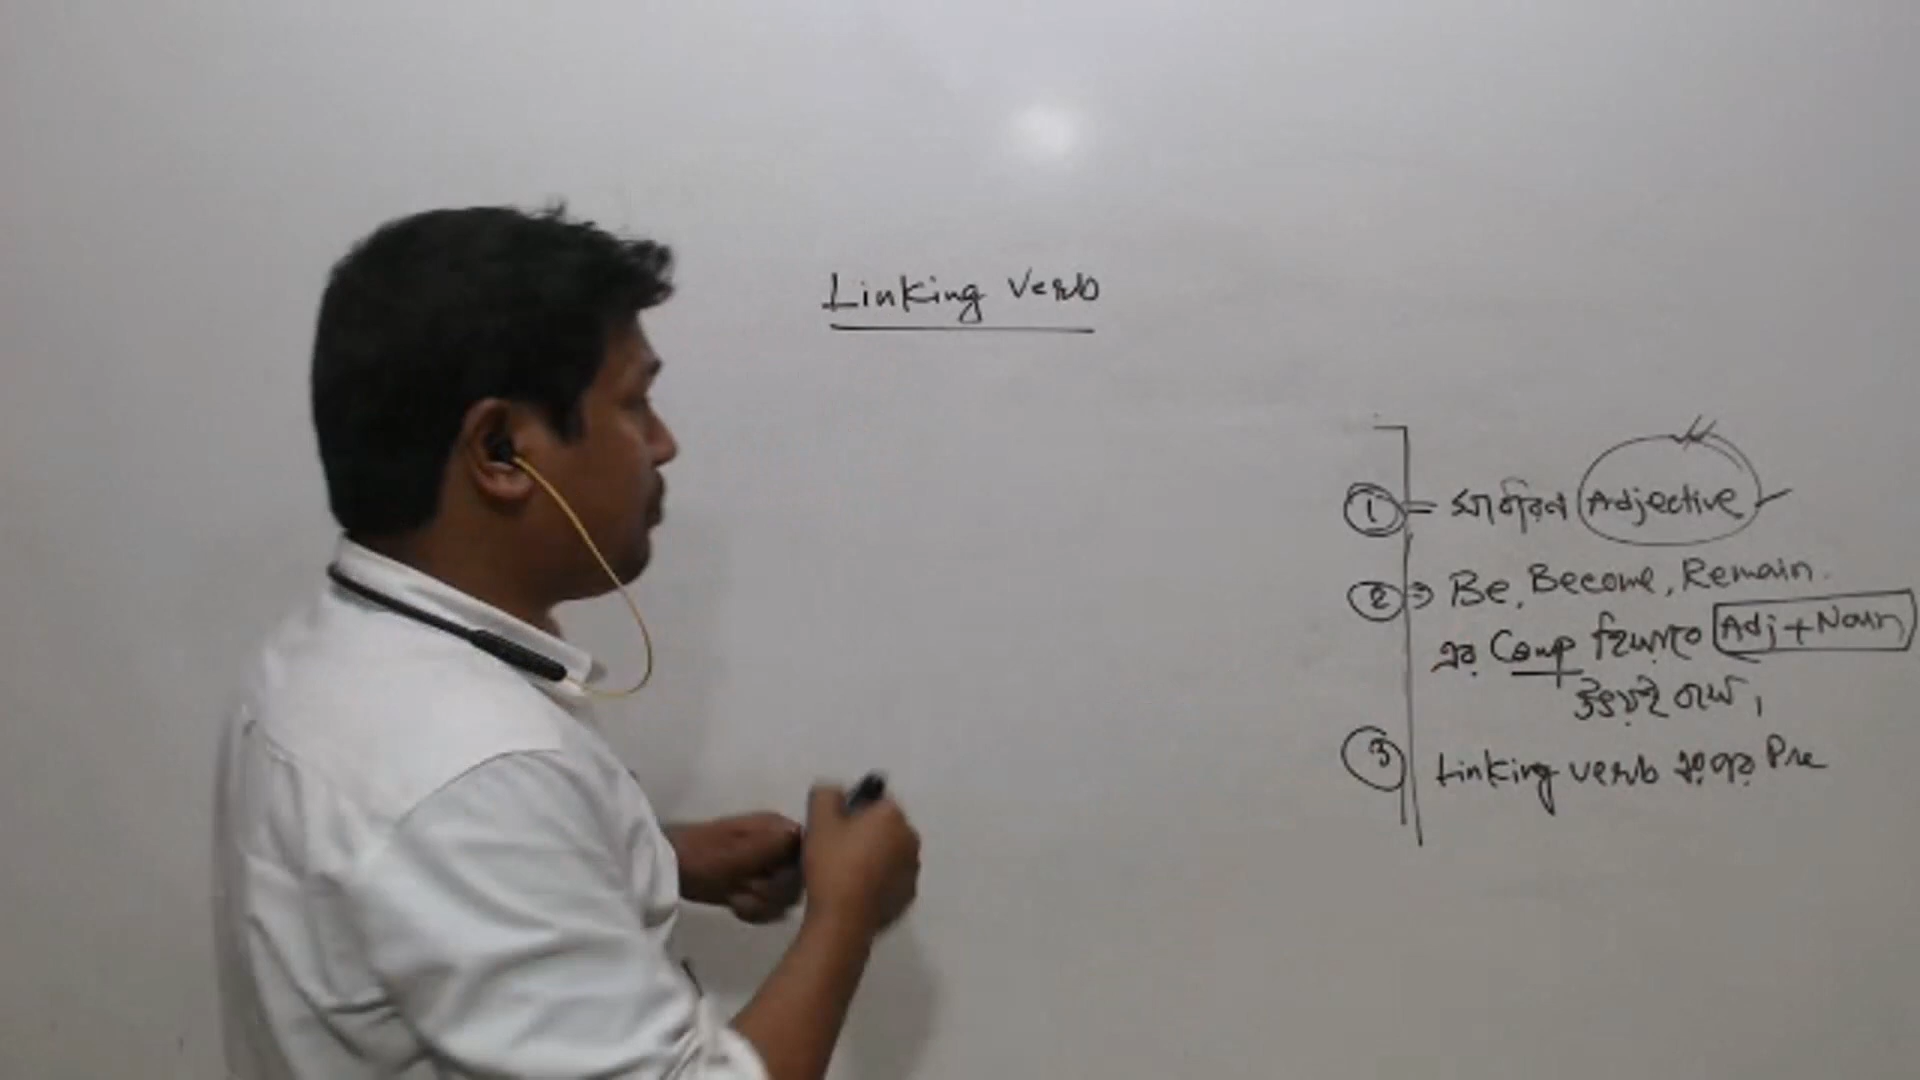 Linking Verb
① = সাধারণত Adjective
② ⇒ Be, Become, Remain.
এর Comp হিসাবে Adj + Noun
উভয়ই বসে।
③ Linking verb এর পর Pre